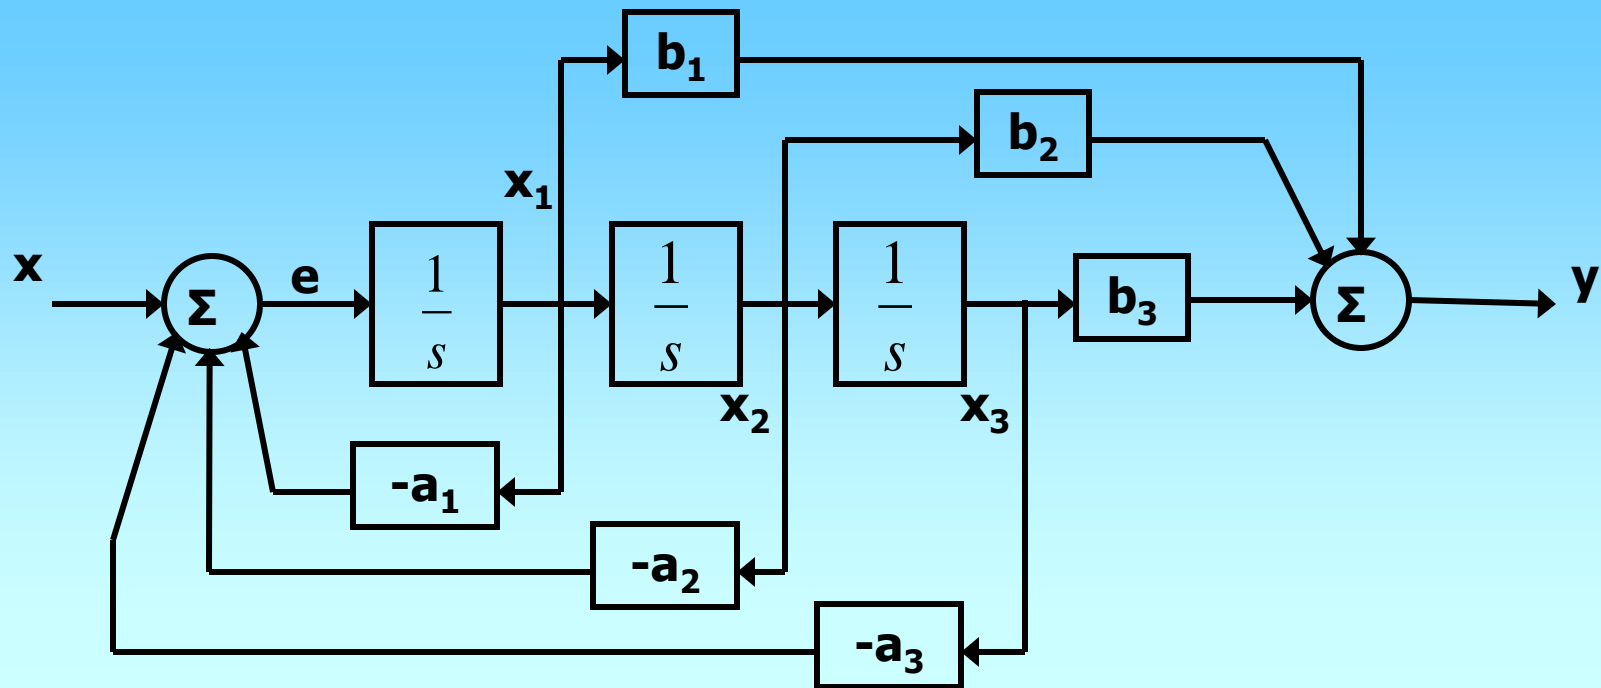 b₁
b₂
x₁
x Σ e 1/s 1/s 1/s b₃ Σ y
x₂ x₃
-a₁
-a₂
-a₃